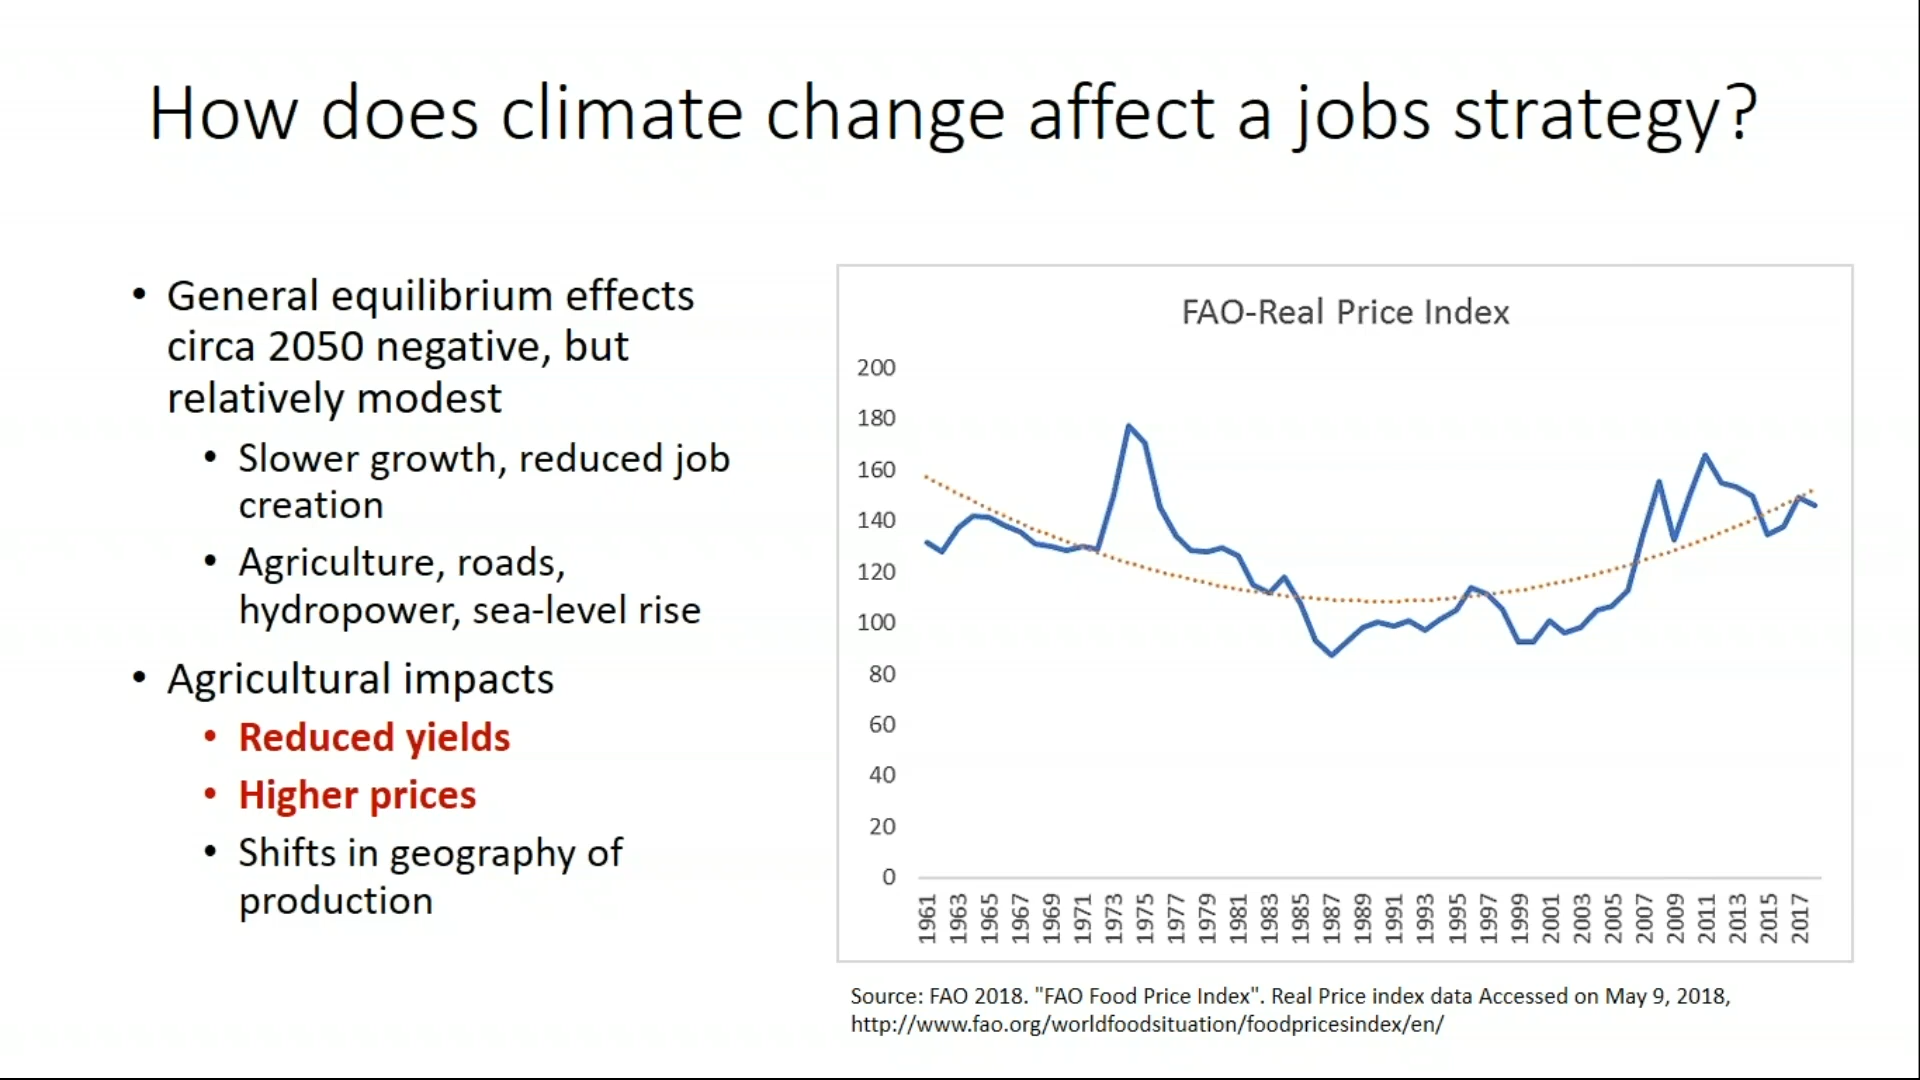 How does climate change affect a jobs strategy?
• General equilibrium effects
circa 2050 negative, but
relatively modest
• Slower growth, reduced job
creation
• Agriculture, roads,
hydropower, sea-level rise
• Agricultural impacts
• Reduced yields
• Higher prices
• Shifts in geography of
production
FAO-Real Price Index
200
180
160
140
120
100
80
60
40
20
0
1961
1963
1965
1967
1969
1971
1973
1975
1977
1979
1981
1983
1985
1987
1989
1991
1993
1995
1997
1999
2001
2003
2005
2007
2009
2011
2013
2015
2017
Source: FAO 2018. "FAO Food Price Index". Real Price index data Accessed on May 9, 2018,
http://www.fao.org/worldfoodsituation/foodpricesindex/en/